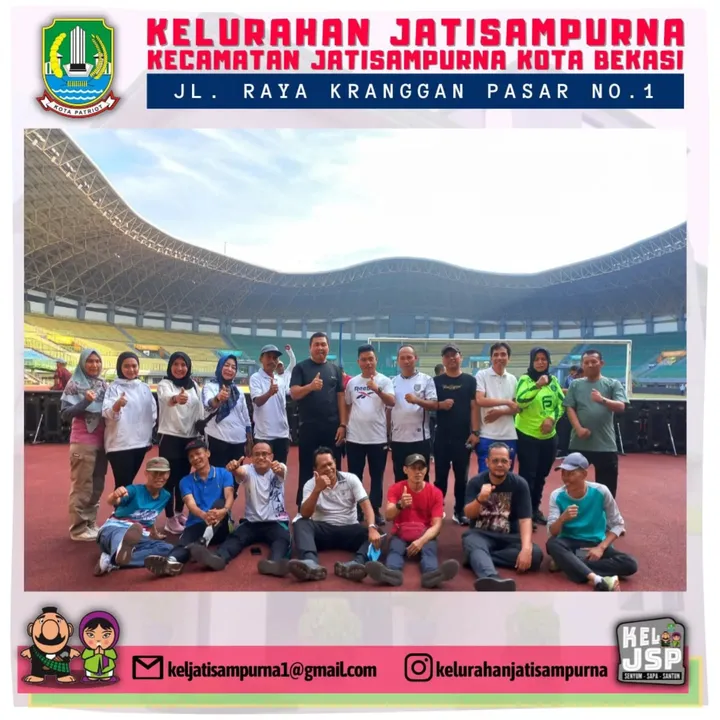 KELURAHAN JATISAMPURNA
KECAMATAN JATISAMPURNA KOTA BEKASI
JL. RAYA KRANGGAN PASAR NO.1
KOTA PATRIOT
keljatisampurna1@gmail.com
kelurahanjatisampurna
KEL
JSP
SENYUM - SAPA - SANTUN